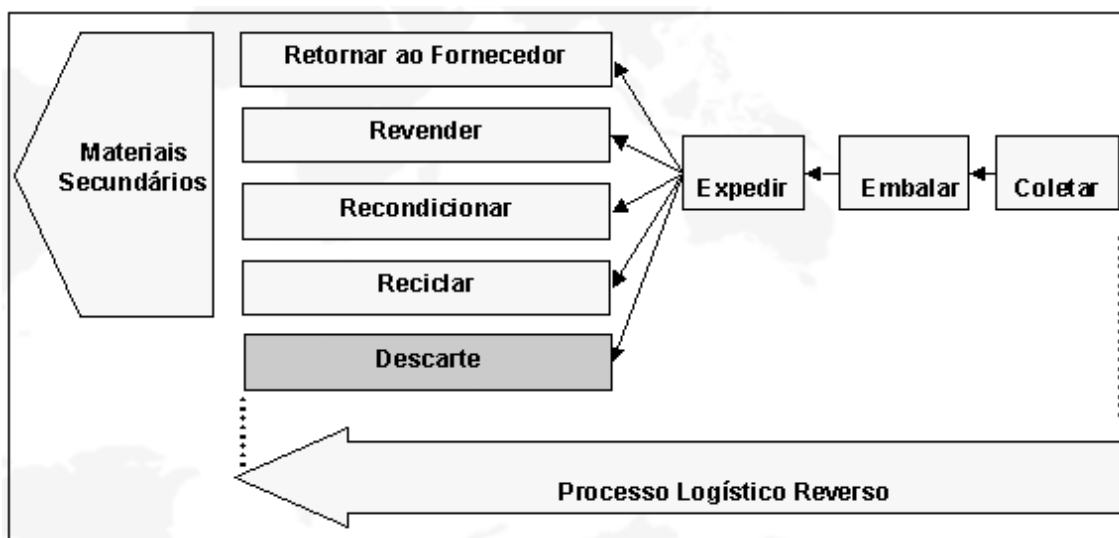 Retornar ao Fornecedor
Revender
Materiais
Secundários
Recondicionar
Reciclar
Descarte
Expedir
Embalar
Coletar
Processo Logístico Reverso